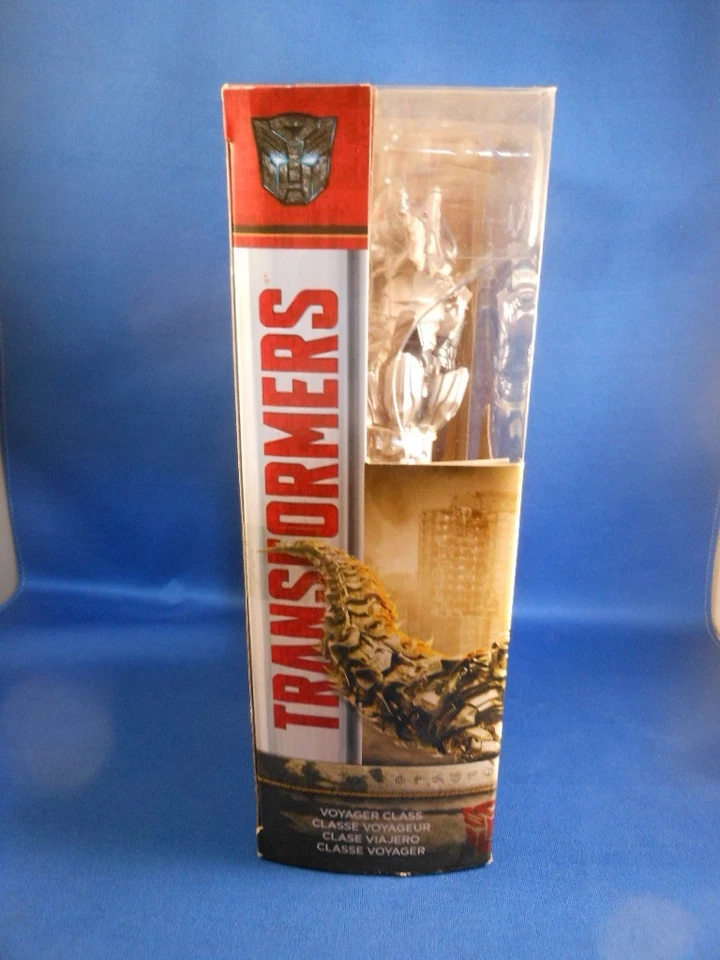 TRANSFORMERS
VOYAGER CLASS
CLASSE VOYAGEUR
CLASE VIAJERO
CLASSE VOYAGER